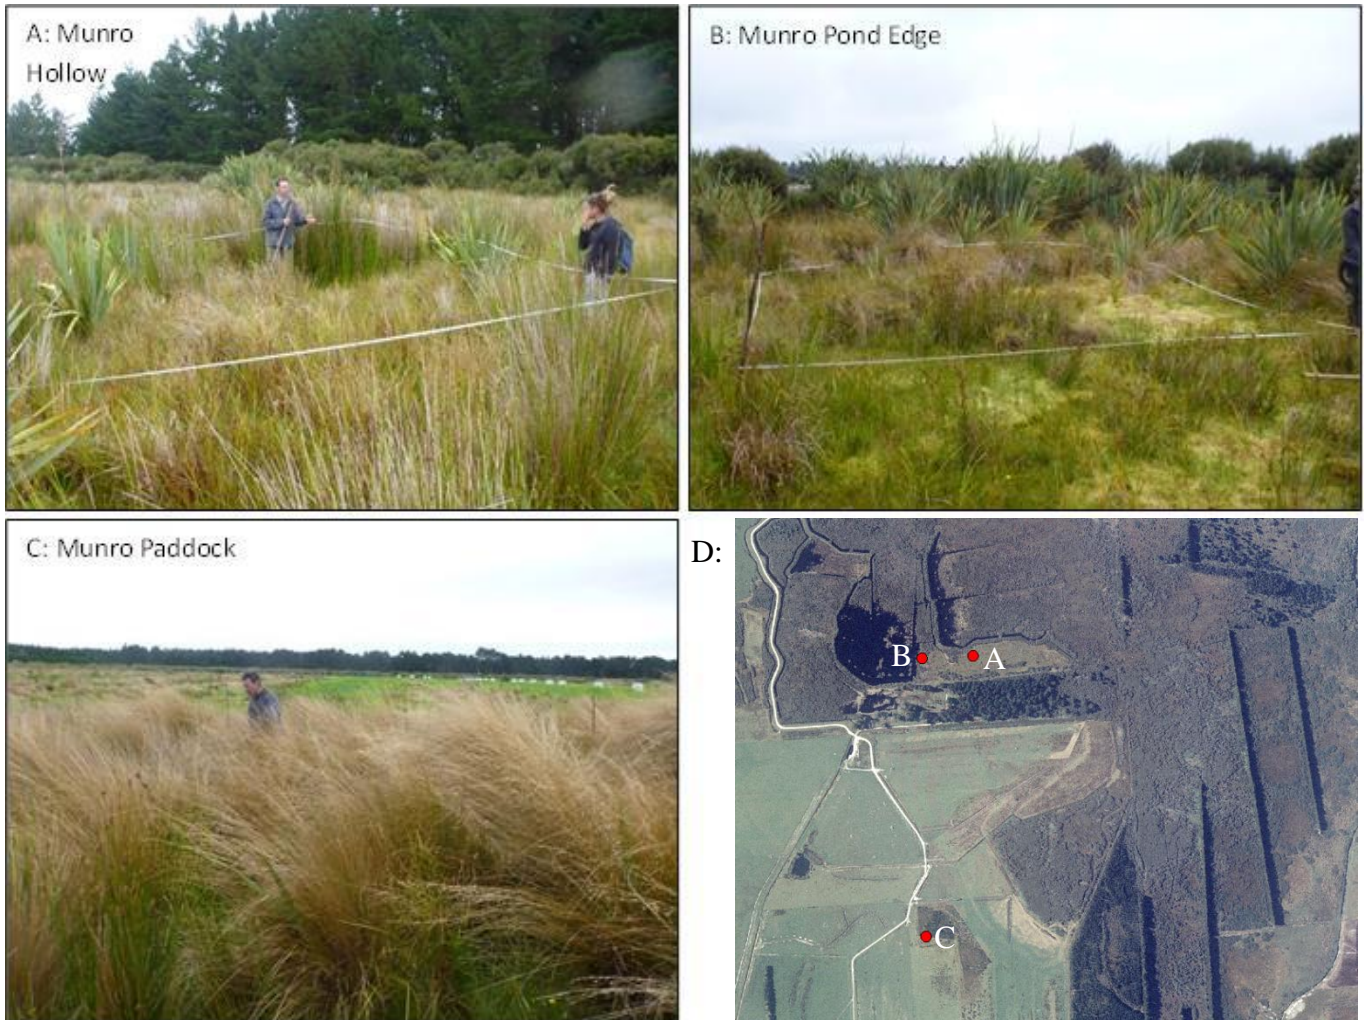 A: Munro
Hollow
B: Munro Pond Edge
C: Munro Paddock
D:
B
A
C